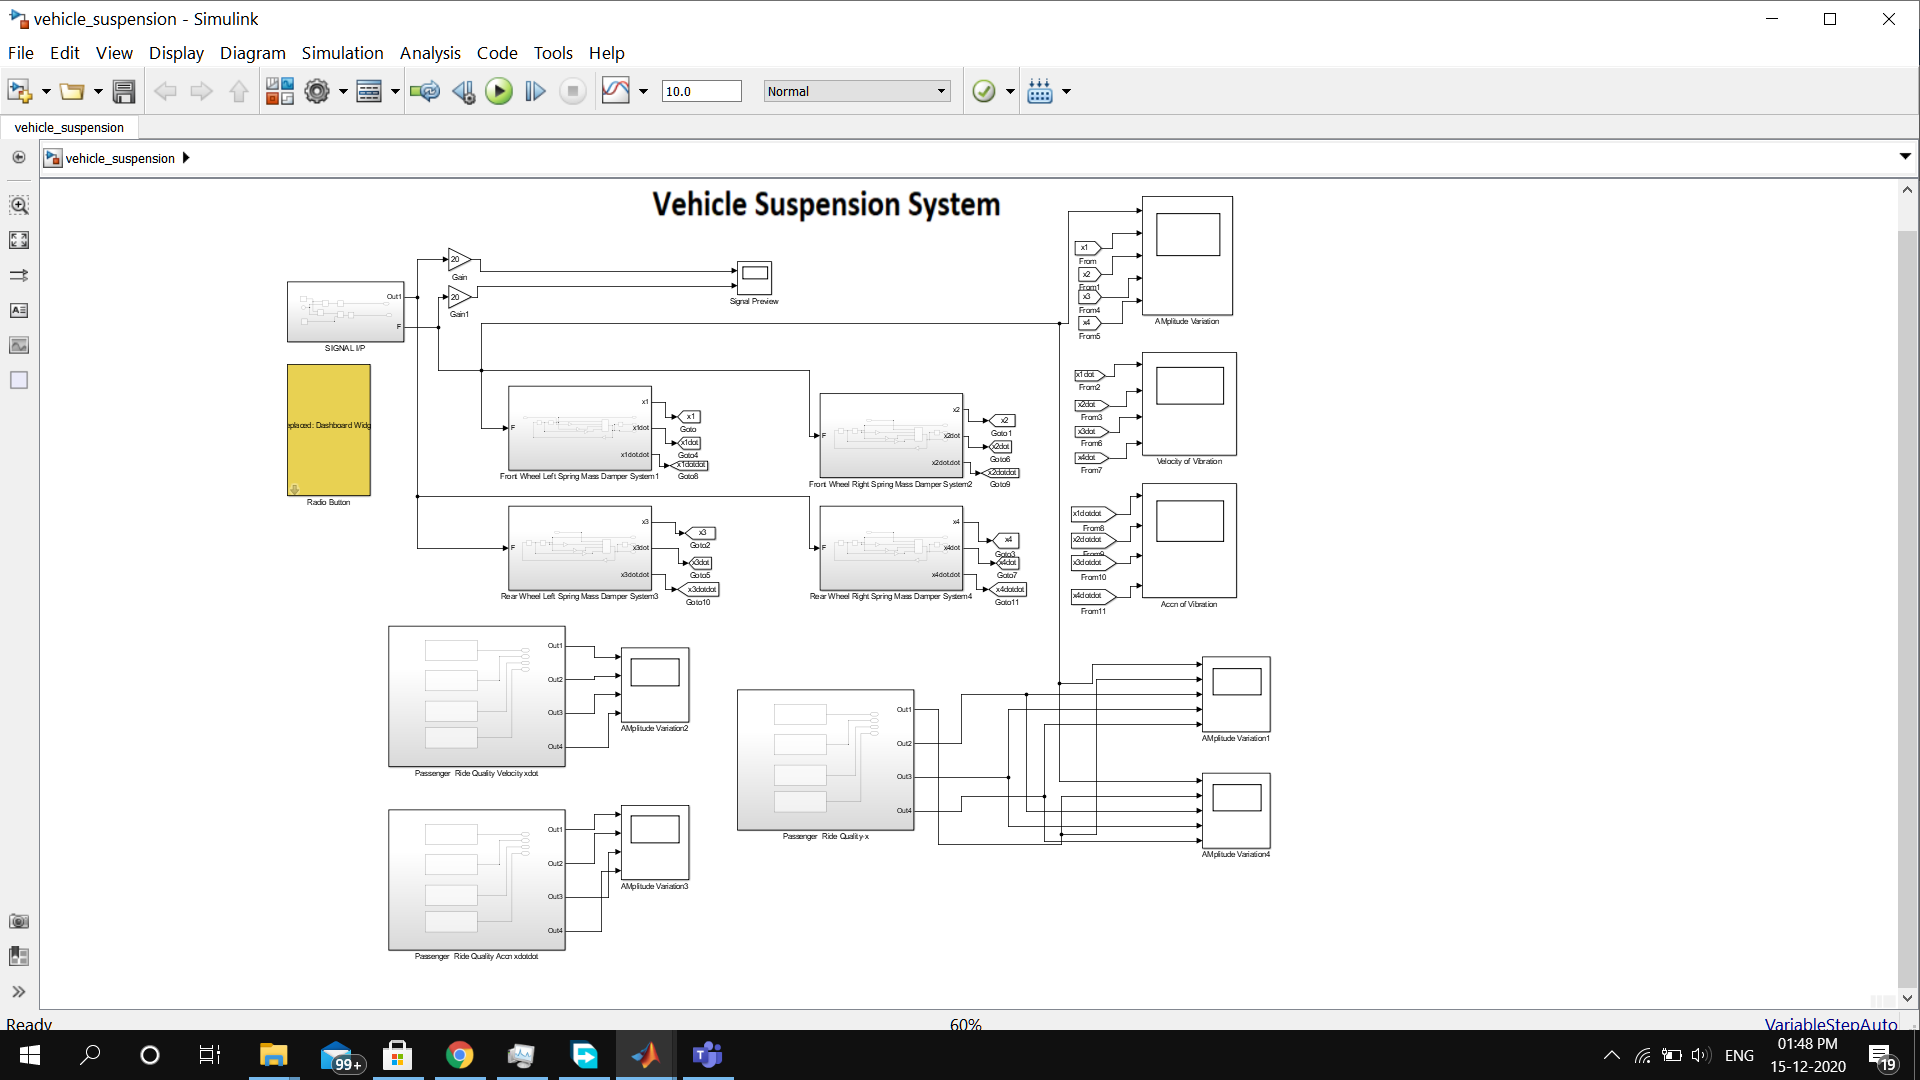 vehicle_suspension - Simulink
File Edit View Display Diagram Simulation Analysis Code Tools Help
10.0
Normal
vehicle_suspension
vehicle_suspension
Vehicle Suspension System
20
Gain
20
Gain1
Signal Preview
Out1
F
SIGNAL I/P
eplaced: Dashboard Widg
Radio Button
F
x1
x1dot
x1dotdot
Front Wheel Left Spring Mass Damper System1
x1
Goto
x1dot
Goto4
x1dotdot
Goto8
F
x2
x2dot
x2dotdot
Front Wheel Right Spring Mass Damper System2
x2
Goto1
x2dot
Goto6
x2dotdot
Goto9
F
x3
x3dot
x3dotdot
Rear Wheel Left Spring Mass Damper System3
x3
Goto2
x3dot
Goto5
x3dotdot
Goto10
F
x4
x4dot
x4dotdot
Rear Wheel Right Spring Mass Damper System4
x4
Goto3
x4dot
Goto7
x4dotdot
Goto11
x1
From
x2
From1
x3
From4
x4
From5
AMplitude Variation
x1dot
From2
x2dot
From3
x3dot
From6
x4dot
From7
Velocity of Vibration
x1dotdot
From8
x2dotdot
From9
x3dotdot
From10
x4dotdot
From11
Accn of Vibration
Out1
Out2
Out3
Out4
Passenger Ride Quality Velocity xdot
AMplitude Variation2
Out1
Out2
Out3
Out4
Passenger Ride Quality-x
AMplitude Variation1
AMplitude Variation4
Out1
Out2
Out3
Out4
Passenger Ride Quality Accn xdotdot
AMplitude Variation3
Ready
60%
VariableStepAuto
99+
ENG
01:48 PM
15-12-2020
19